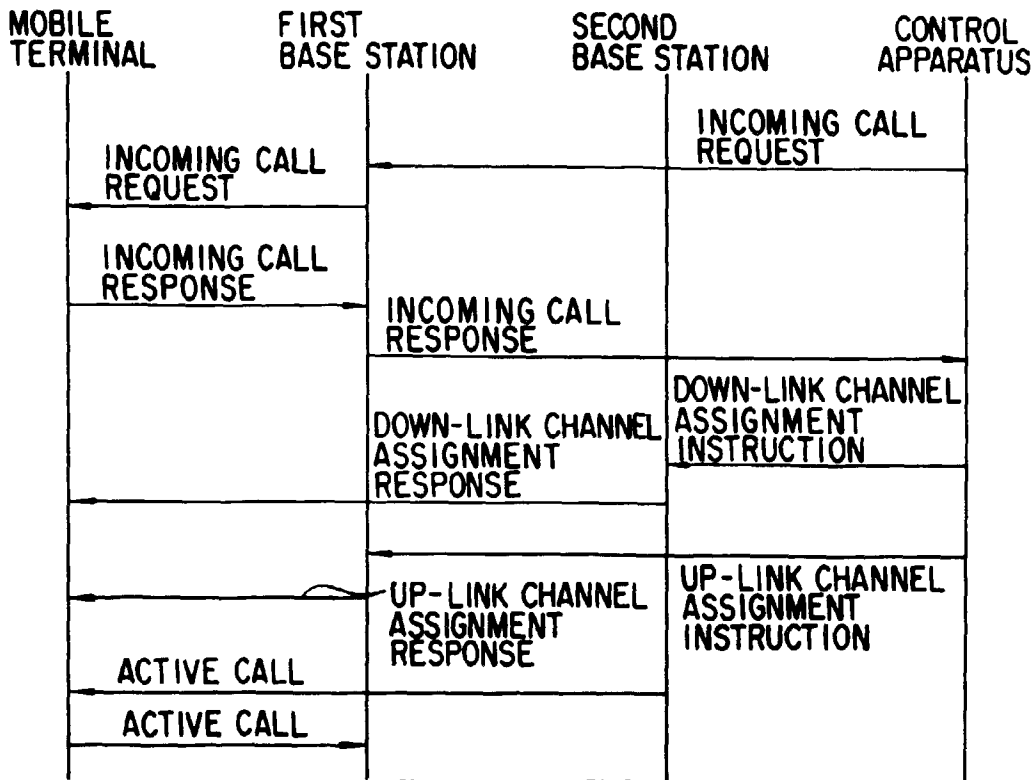 MOBILE
TERMINAL
FIRST
BASE STATION
SECOND
BASE STATION
CONTROL
APPARATUS
INCOMING CALL
REQUEST
INCOMING CALL
REQUEST
INCOMING CALL
RESPONSE
INCOMING CALL
RESPONSE
DOWN-LINK CHANNEL
ASSIGNMENT
INSTRUCTION
DOWN-LINK CHANNEL
ASSIGNMENT
RESPONSE
UP-LINK CHANNEL
ASSIGNMENT
INSTRUCTION
UP-LINK CHANNEL
ASSIGNMENT
RESPONSE
ACTIVE CALL
ACTIVE CALL